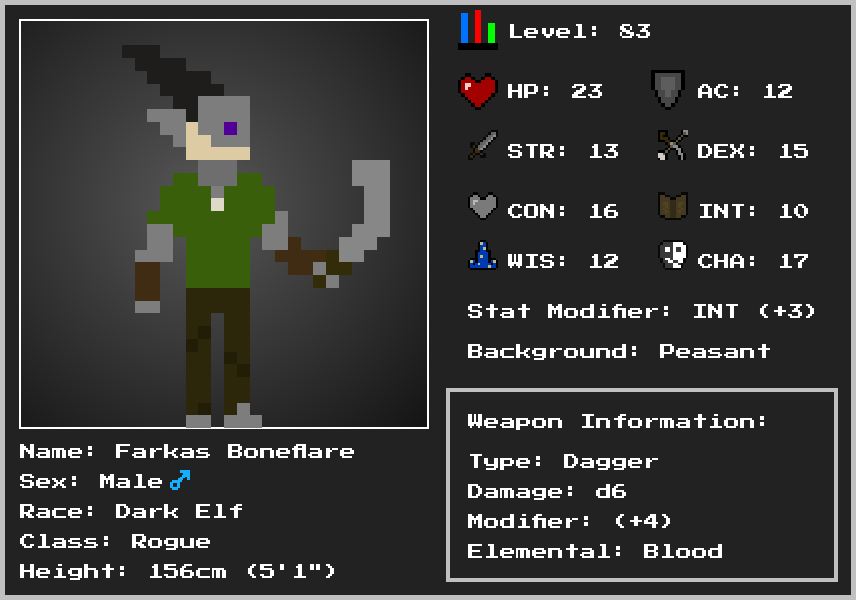 Level: 83
HP: 23
AC: 12
STR: 13
DEX: 15
CON: 16
INT: 10
WIS: 12
CHA: 17
Stat Modifier: INT (+3)
Background: Peasant
Weapon Information:
Type: Dagger
Damage: d6
Modifier: (+4)
Elemental: Blood
Name: Farkas Boneflare
Sex: Male♂
Race: Dark Elf
Class: Rogue
Height: 156cm (5'1")